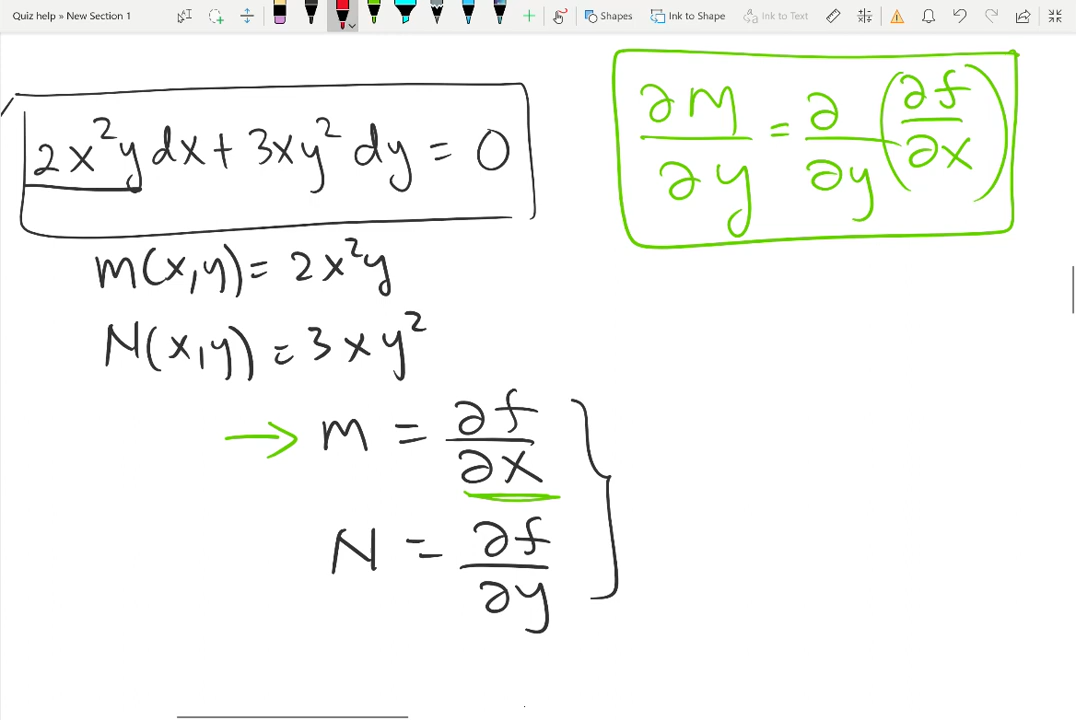 Quiz help » New Section 1
Shapes
Ink to Shape
Ink to Text
2x²y dx + 3xy² dy = 0
∂M/∂y = ∂/∂y (∂f/∂x)
M(x,y) = 2x²y
N(x,y) = 3xy²
→ M = ∂f/∂x
N = ∂f/∂y